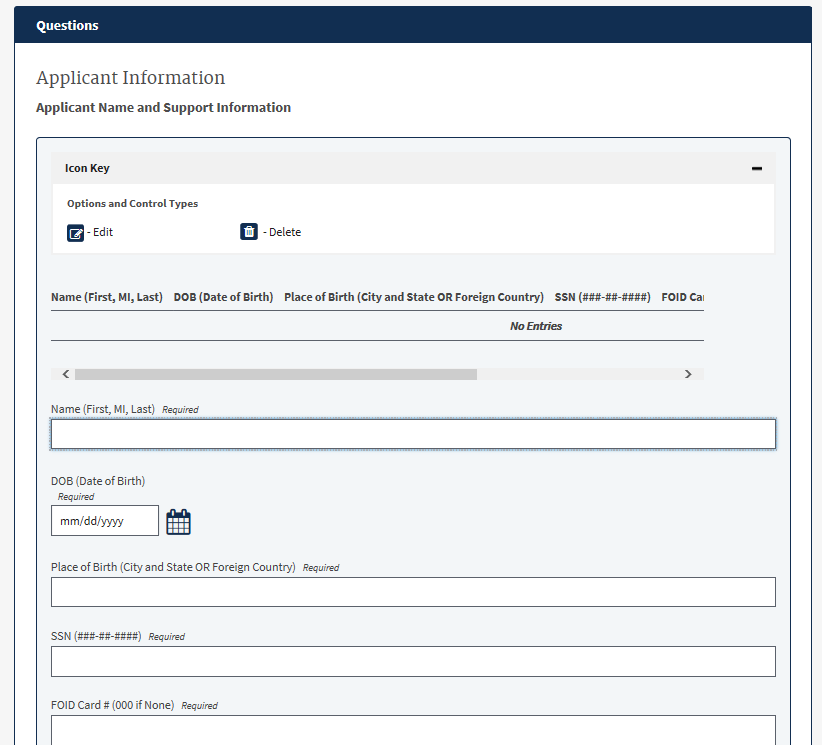 Questions
Applicant Information
Applicant Name and Support Information
Icon Key
Options and Control Types
- Edit - Delete
Name (First, MI, Last) DOB (Date of Birth) Place of Birth (City and State OR Foreign Country) SSN (###-##-####) FOID
No Entries
Name (First, MI, Last) Required
DOB (Date of Birth)
Required
mm/dd/yyyy
Place of Birth (City and State OR Foreign Country) Required
SSN (###-##-####) Required
FOID Card # (000 if None) Required